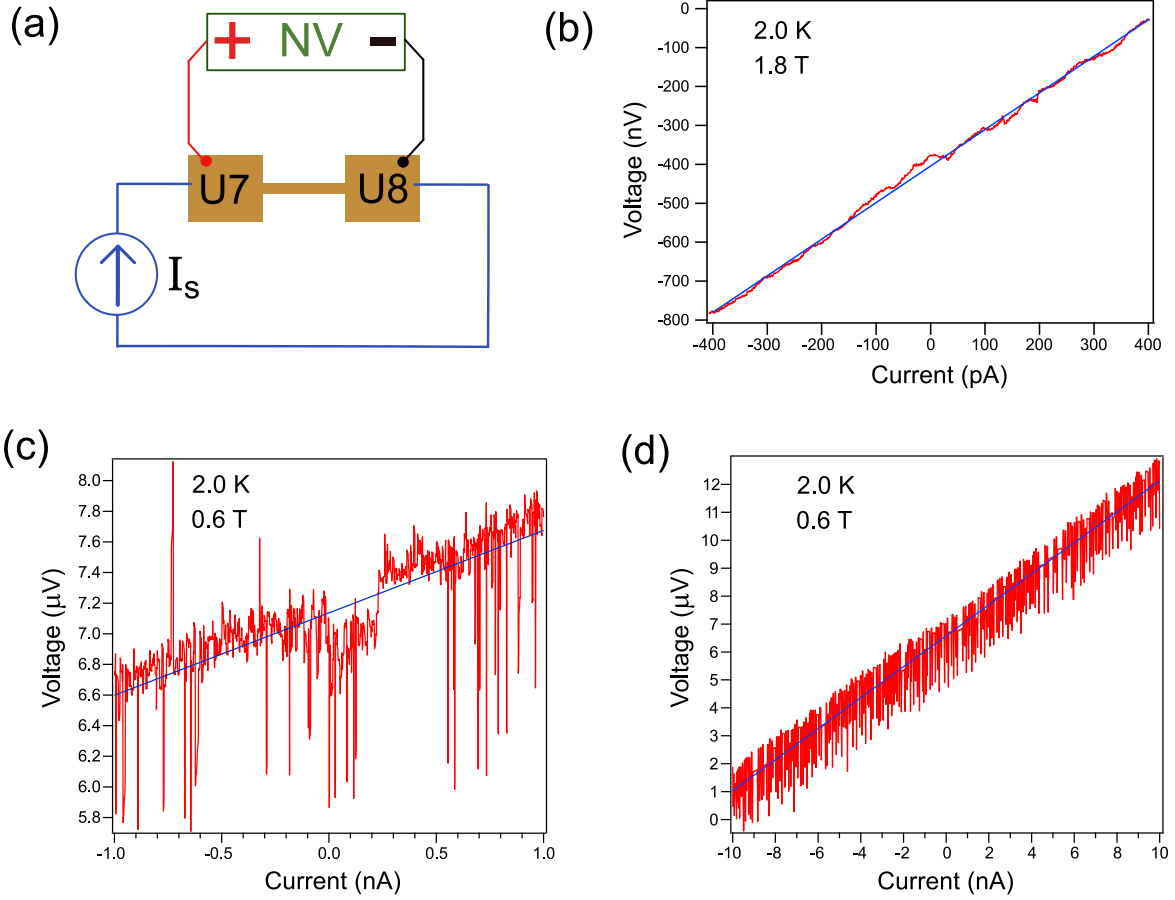 (a)
+ NV -
U7 U8
Is
(b)
2.0 K
1.8 T
0
-100
-200
-300
-400
-500
-600
-700
-800
Voltage (nV)
-400 -300 -200 -100 0 100 200 300 400
Current (pA)
(c)
2.0 K
0.6 T
8.0
7.8
7.6
7.4
7.2
7.0
6.8
6.6
6.4
6.2
6.0
5.8
Voltage (µV)
-1.0 -0.5 0.0 0.5 1.0
Current (nA)
(d)
2.0 K
0.6 T
12
11
10
9
8
7
6
5
4
3
2
1
0
Voltage (µV)
-10 -8 -6 -4 -2 0 2 4 6 8 10
Current (nA)